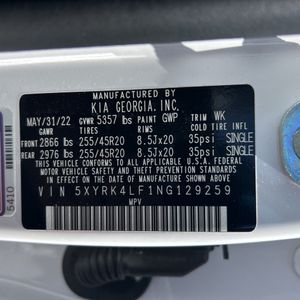 MANUFACTURED BY
KIA GEORGIA, INC.
MAY/31/22 GVWR 5357 lbs PAINT GWP TRIM WK
GAWR TIRES RIMS COLD
FRONT 2866 lbs 255/45R20 8.5Jx20 35psi SINGLE
REAR 2976 lbs 255/45R20 8.5Jx20 35psi SINGLE
THIS VEHICLE CONFORMS TO ALL APPLICABLE U.S.A. FEDERAL
MOTOR VEHICLE SAFETY AND THEFT PREVENTION
STANDARDS IN EFFECT ON THE DATE OF
MANUFACTURE SHOWN ABOVE
VIN 5XYRK4LF1NG129259
MPV
5410